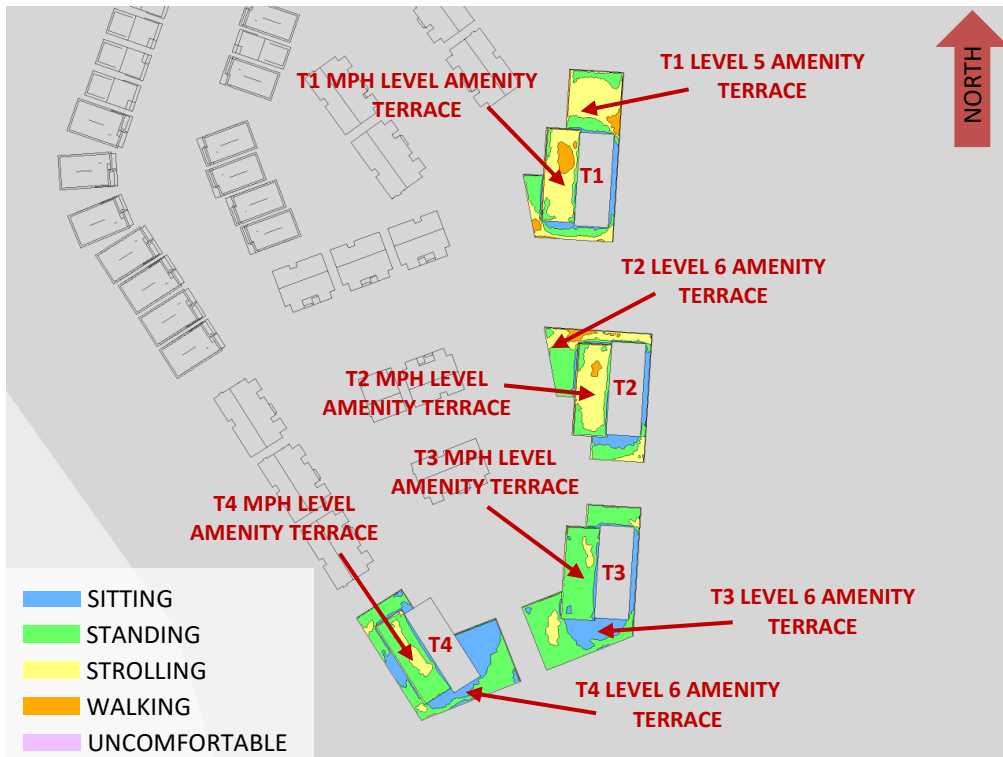 T1 MPH LEVEL AMENITY
TERRACE
T1 LEVEL 5 AMENITY
TERRACE
NORTH
T1
T2 LEVEL 6 AMENITY
TERRACE
T2 MPH LEVEL
AMENITY TERRACE
T2
T3 MPH LEVEL
AMENITY TERRACE
T4 MPH LEVEL
AMENITY TERRACE
T3
T3 LEVEL 6 AMENITY
TERRACE
T4
T4 LEVEL 6 AMENITY
TERRACE
SITTING
STANDING
STROLLING
WALKING
UNCOMFORTABLE